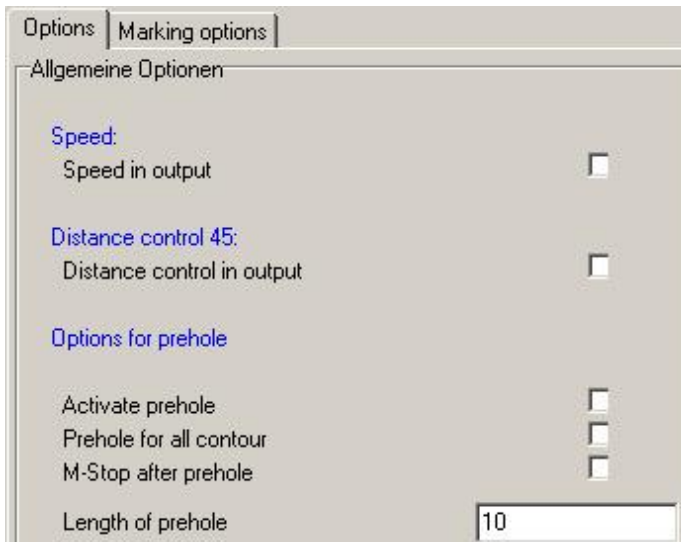 Options Marking options
Allgemeine Optionen
Speed:
Speed in output
Distance control 45:
Distance control in output
Options for prehole
Activate prehole
Prehole for all contour
M-Stop after prehole
Length of prehole 10